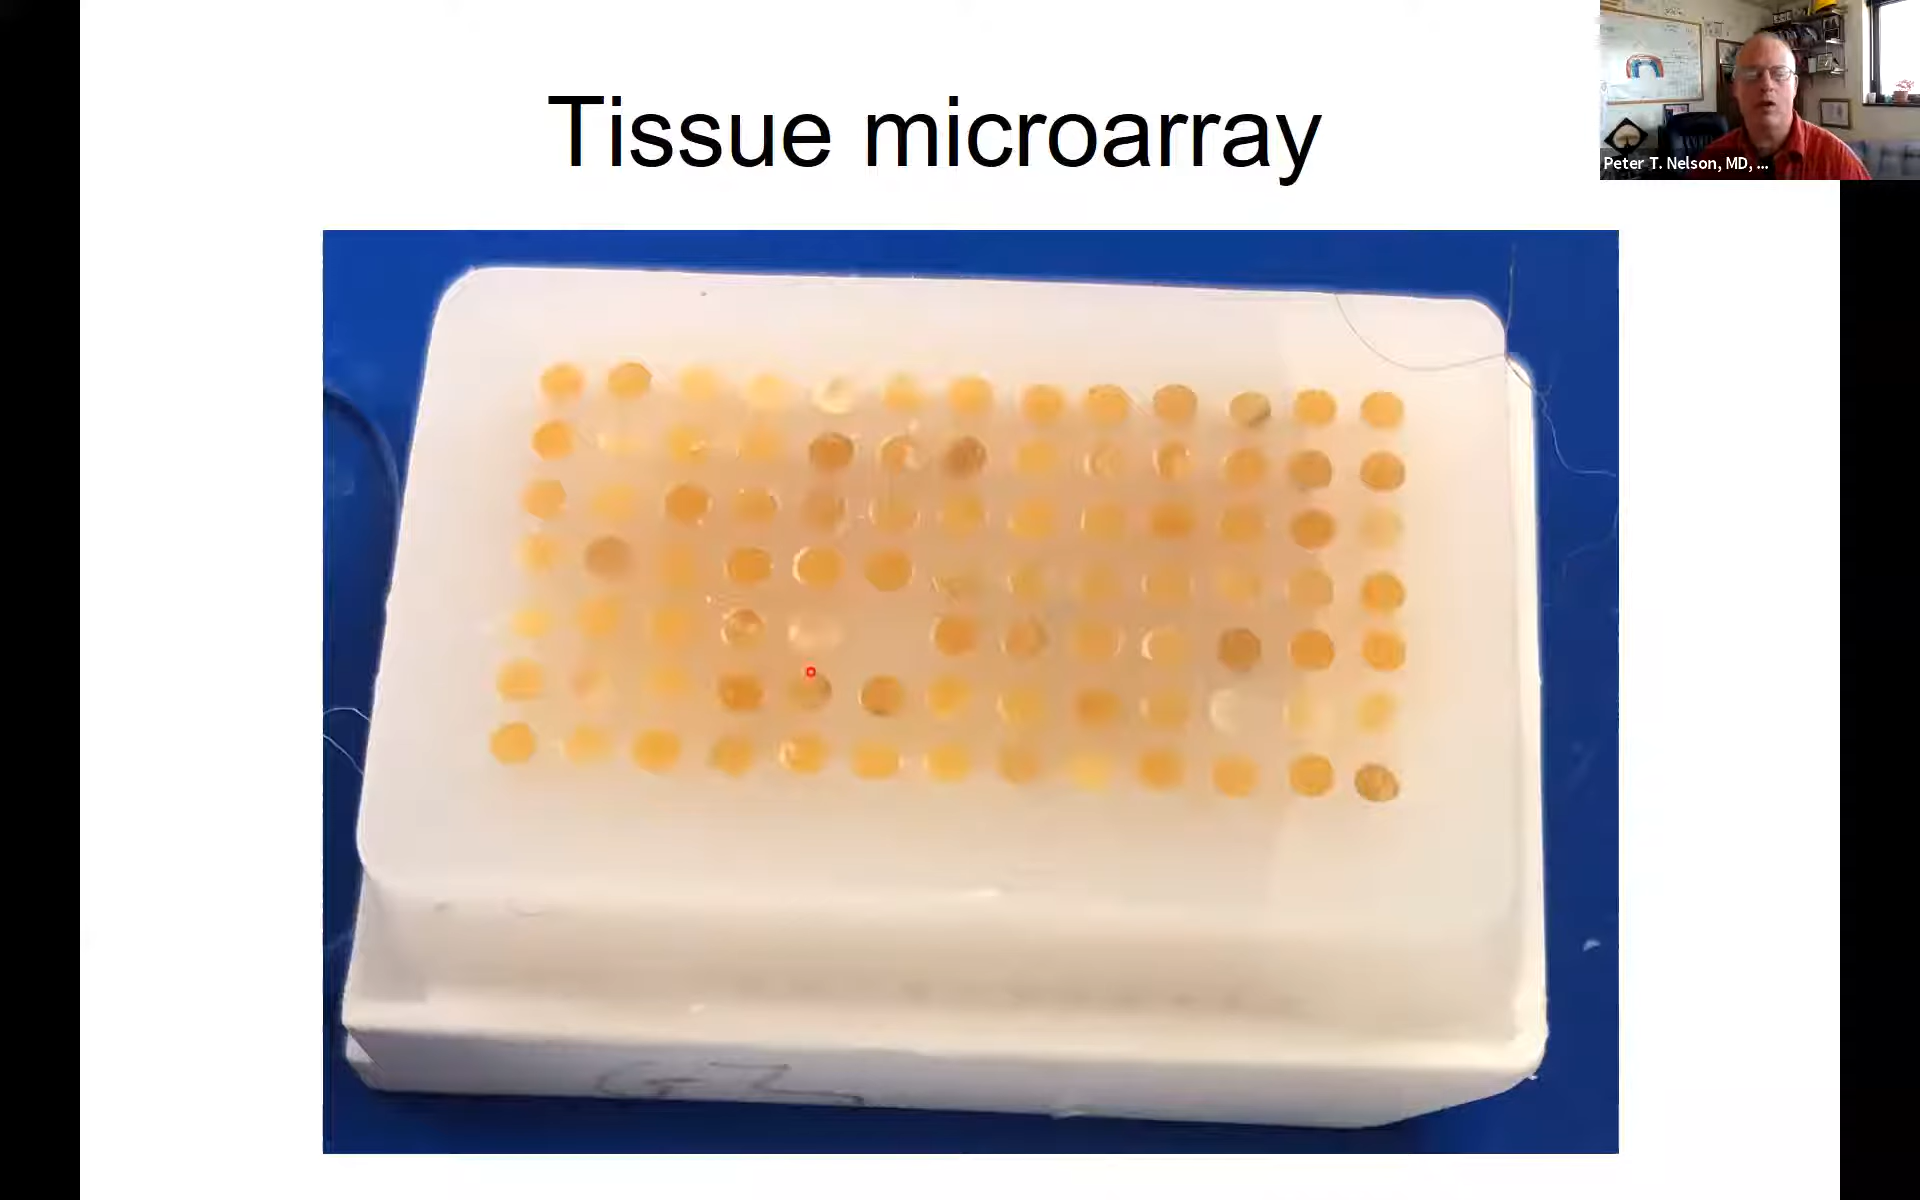 Tissue microarray
Peter T. Nelson, MD, ...